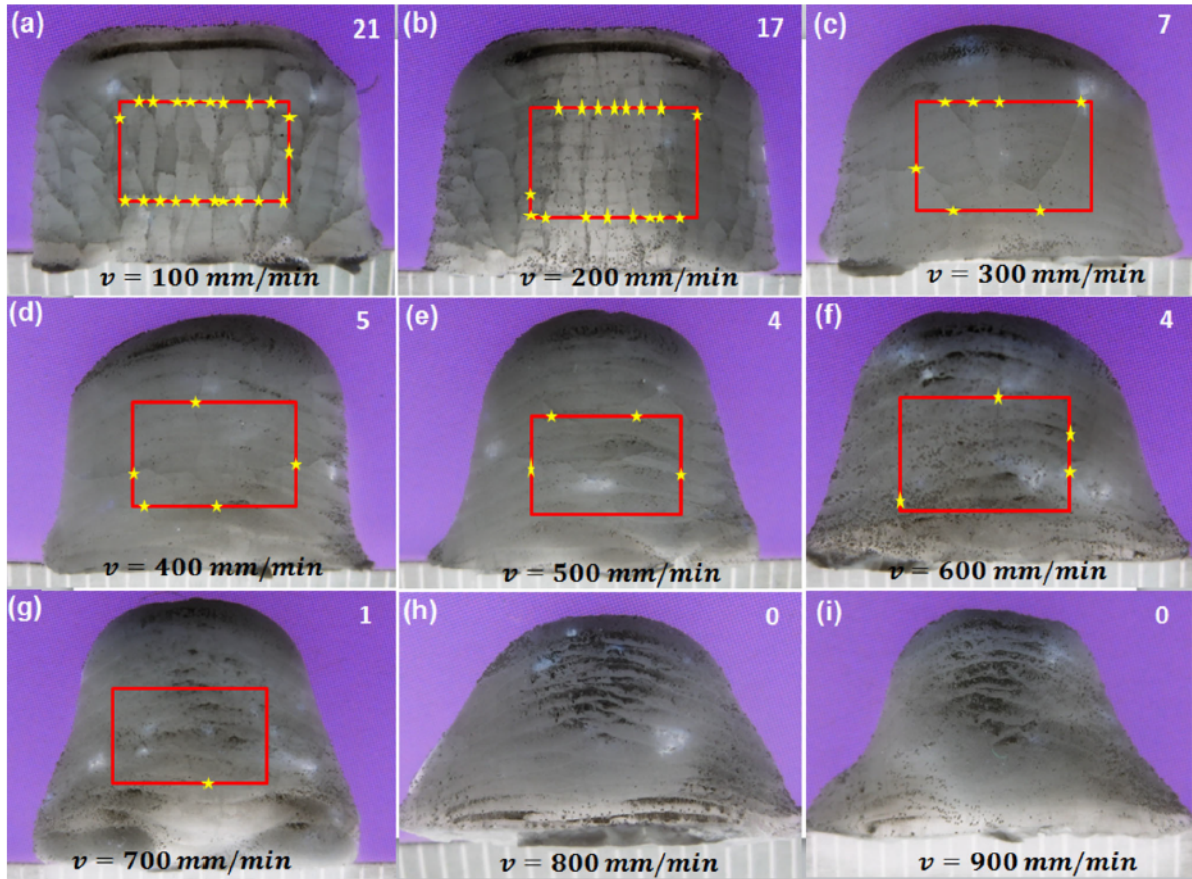 (a) 21
v = 100 mm/min
(b) 17
v = 200 mm/min
(c) 7
v = 300 mm/min
(d) 5
v = 400 mm/min
(e) 4
v = 500 mm/min
(f) 4
v = 600 mm/min
(g) 1
v = 700 mm/min
(h) 0
v = 800 mm/min
(i) 0
v = 900 mm/min